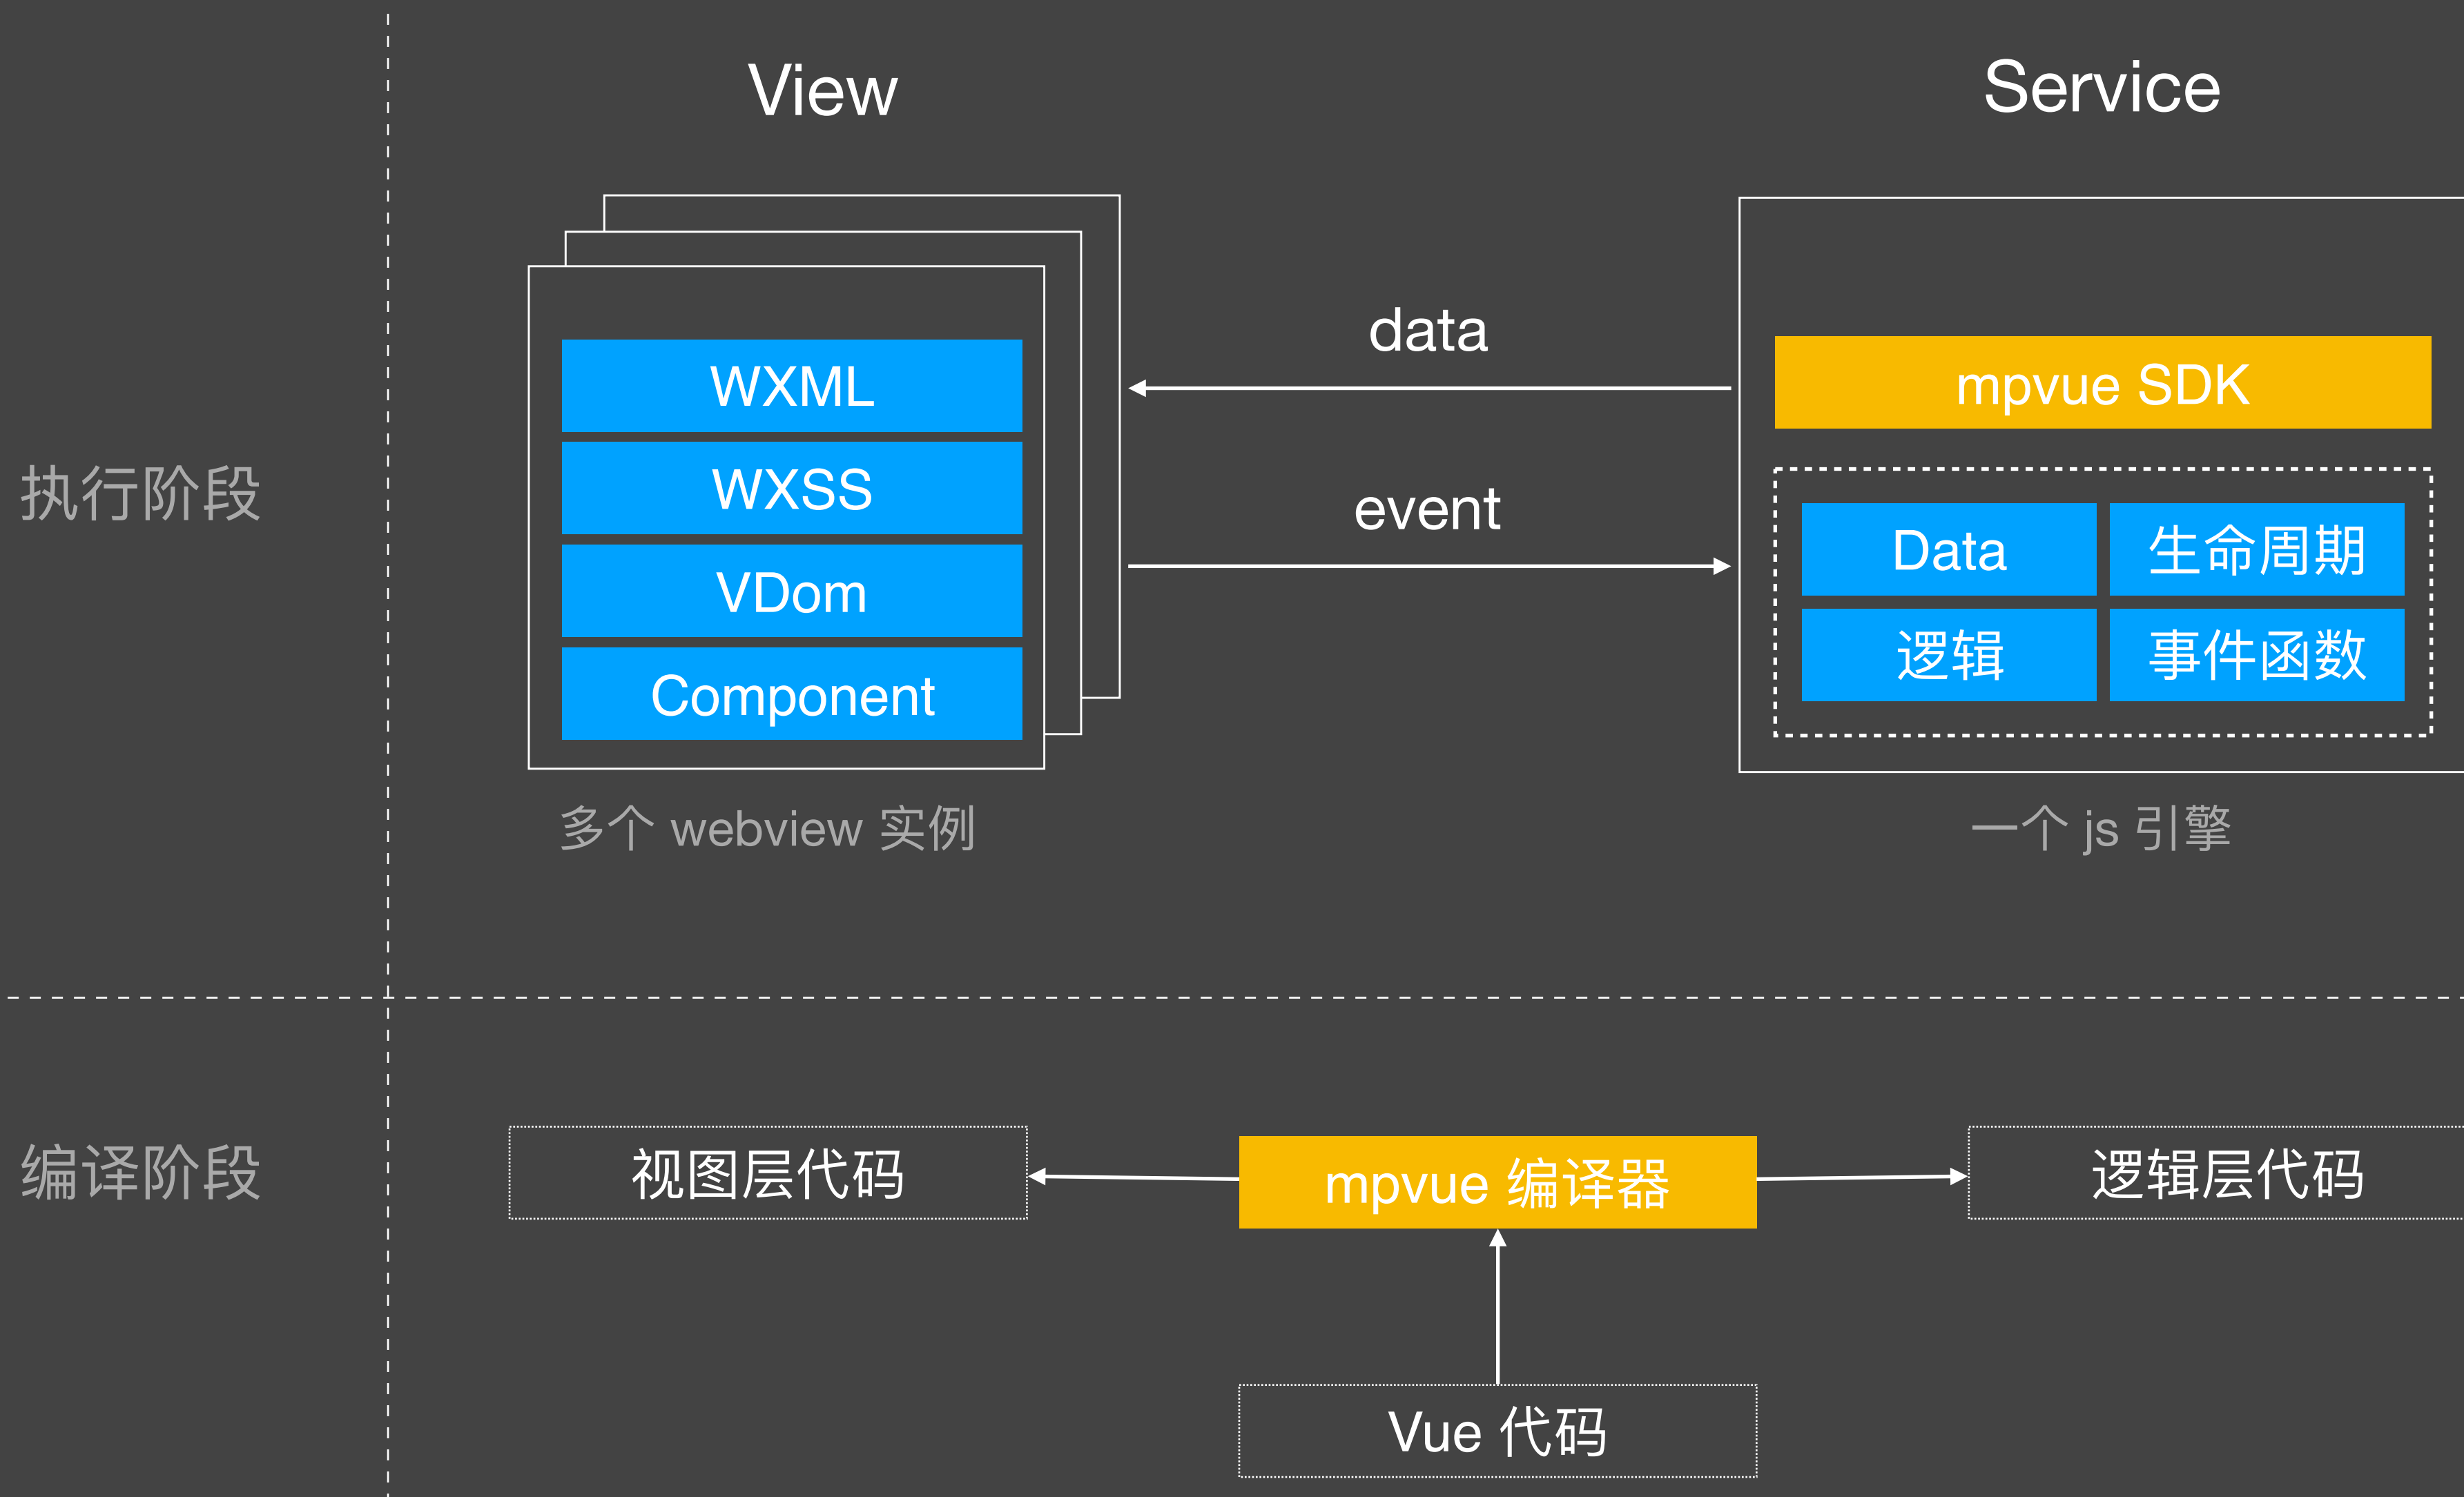 View
Service
data
event
执行阶段
WXML
WXSS
VDom
Component
mpvue SDK
Data
生命周期
逻辑
事件函数
多个 webview 实例
一个 js 引擎
编译阶段
视图层代码
mpvue 编译器
逻辑层代码
Vue 代码